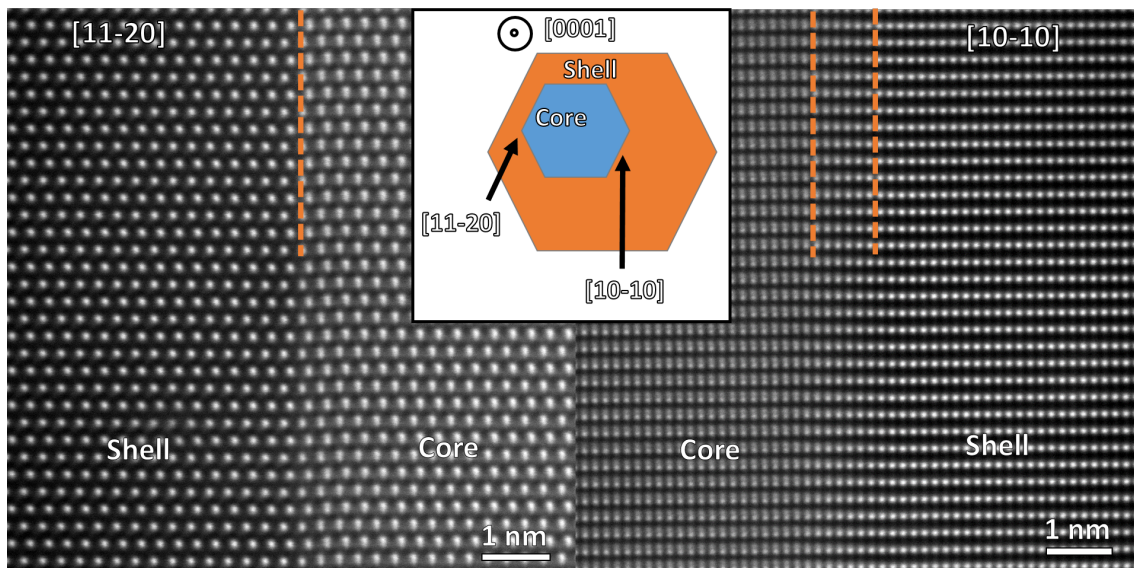 [11-20]
[0001]
[10-10]
Shell
Core
[11-20]
[10-10]
Shell
Core
Core
Shell
1 nm
1 nm